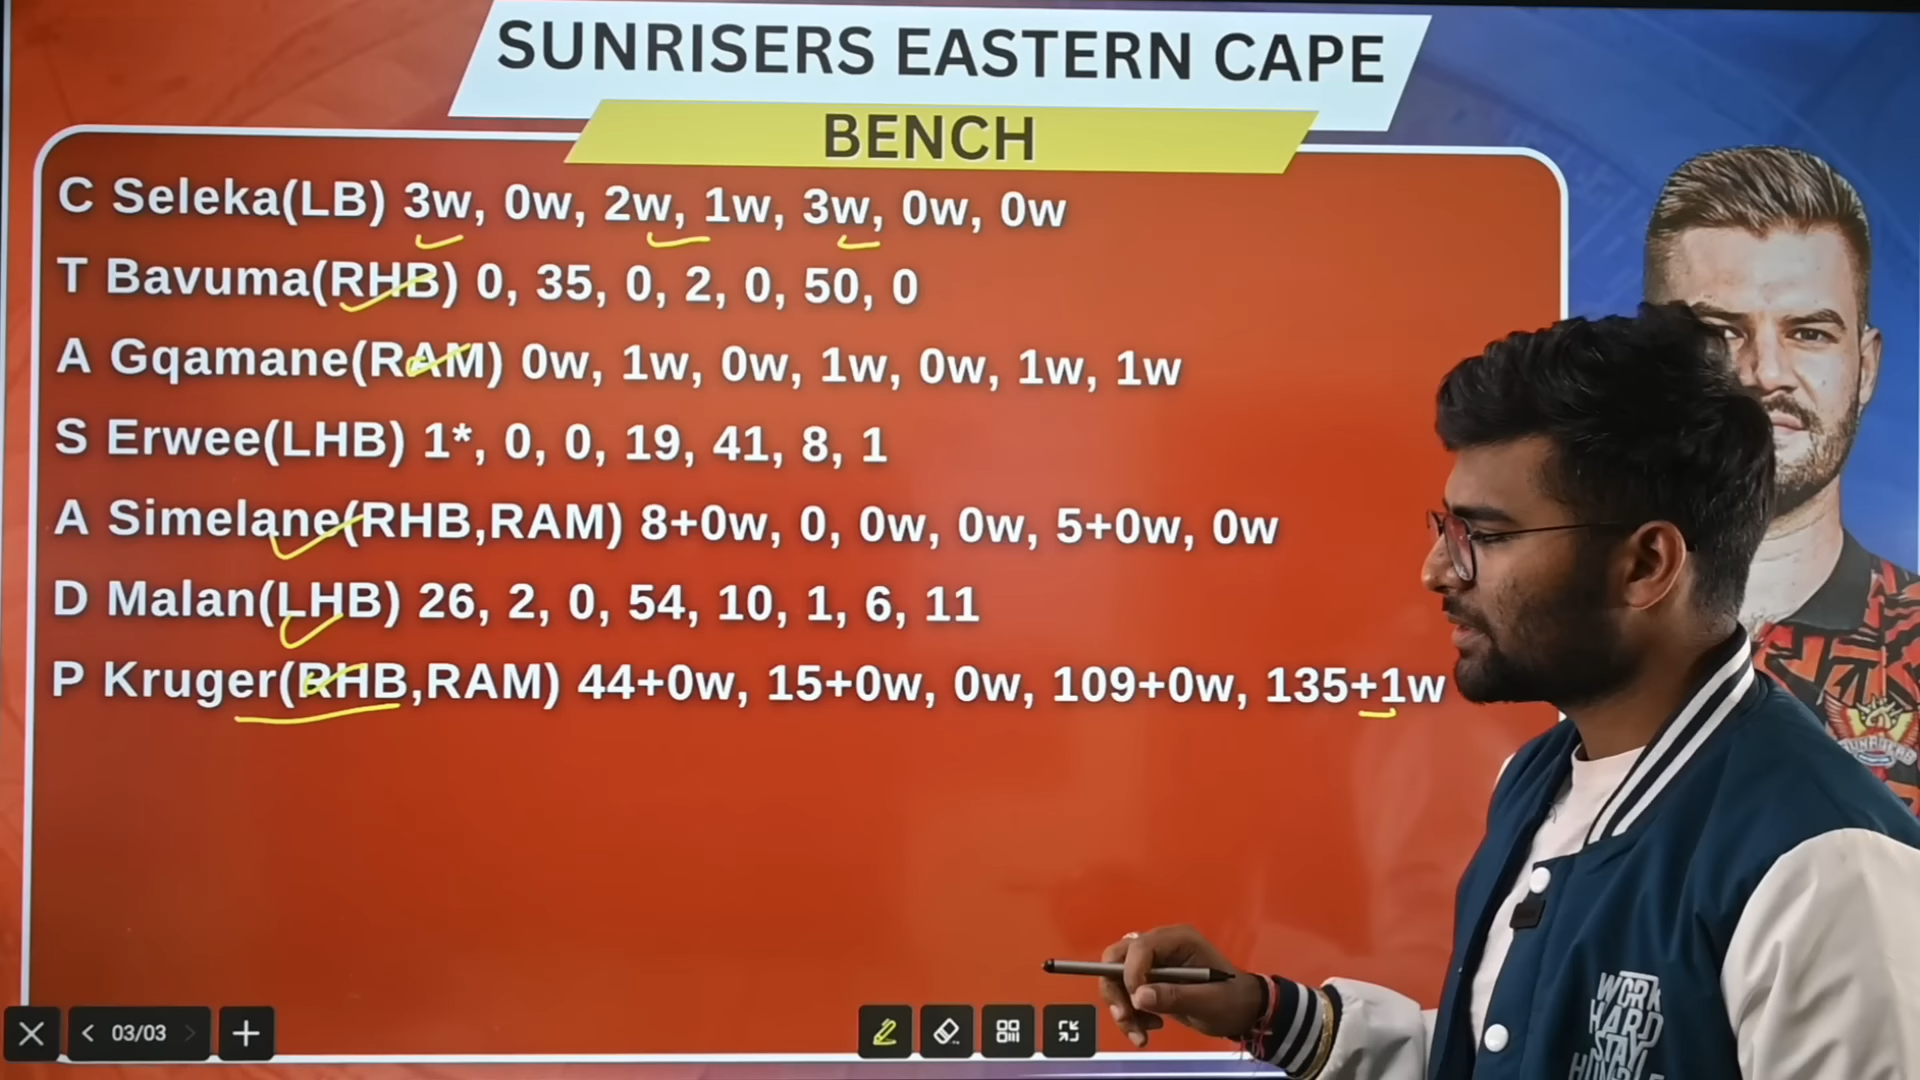 SUNRISERS EASTERN CAPE
BENCH
C Seleka(LB) 3w, 0w, 2w, 1w, 3w, 0w, 0w
T Bavuma(RHB) 0, 35, 0, 2, 0, 50, 0
A Gqamane(RAM) 0w, 1w, 0w, 1w, 0w, 1w, 1w
S Erwee(LHB) 1*, 0, 0, 19, 41, 8, 1
A Simelane(RHB,RAM) 8+0w, 0, 0w, 0w, 5+0w, 0w
D Malan(LHB) 26, 2, 0, 54, 10, 1, 6, 11
P Kruger(RHB,RAM) 44+0w, 15+0w, 0w, 109+0w, 135+1w
03/03
WORK
HARD
STAY